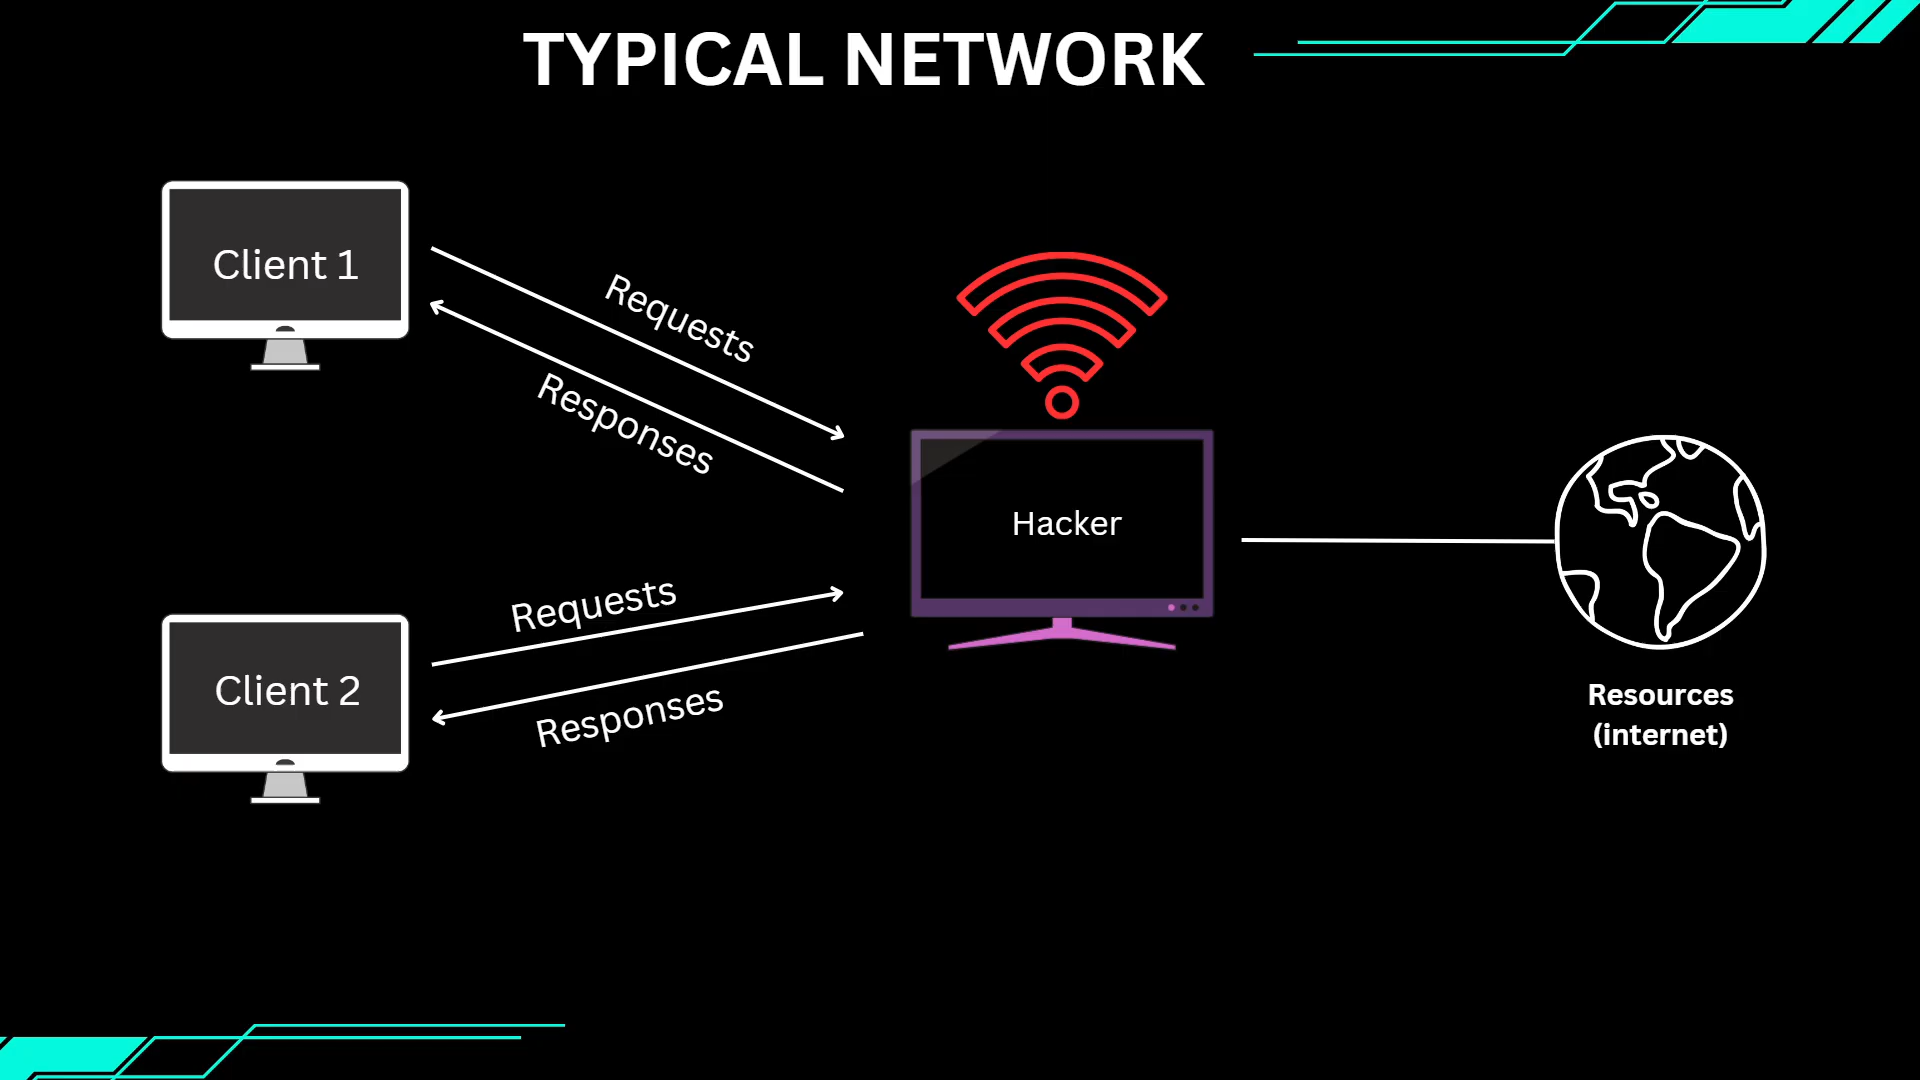 TYPICAL NETWORK
Client 1
Requests
Responses
Hacker
Requests
Client 2
Responses
Resources
(internet)